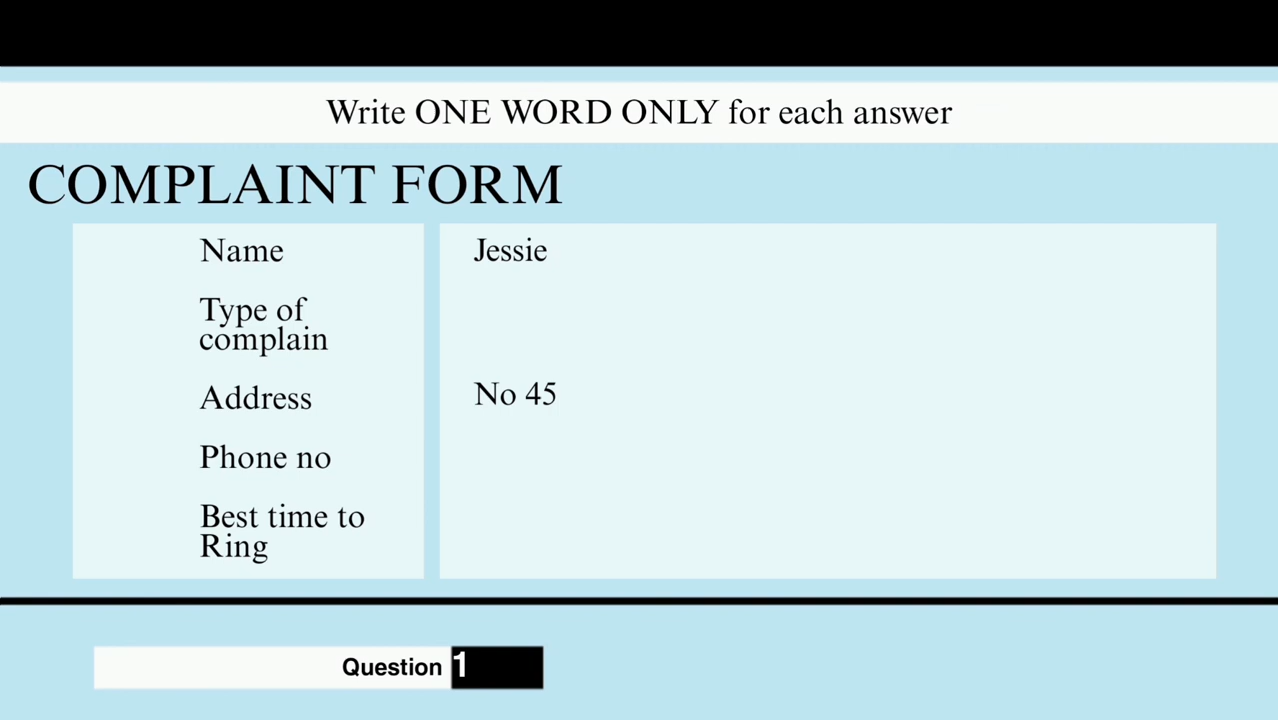 Write ONE WORD ONLY for each answer
COMPLAINT FORM
Name Jessie
Type of
complain
Address No 45
Phone no
Best time to
Ring
Question 1